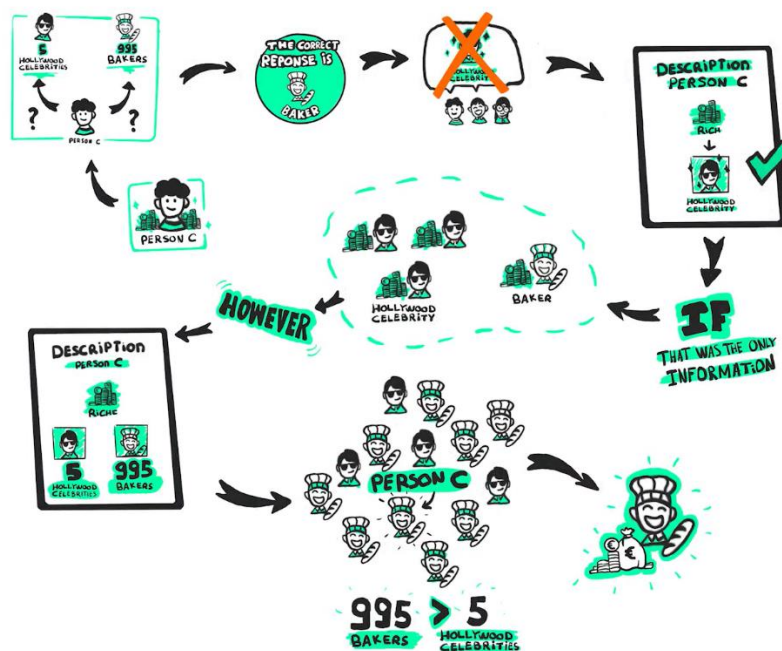 5
HOLLYWOOD
CELEBRITIES
995
BAKERS
?
?
PERSON C
PERSON C
THE CORRECT
REPONSE IS
BAKER
HOLLYWOOD
CELEBRITY
DESCRIPTION
PERSON C
RICH
HOLLYWOOD
CELEBRITY
IF
THAT WAS THE ONLY
INFORMATION
HOLLYWOOD
CELEBRITY
BAKER
HOWEVER
DESCRIPTION
PERSON C
RICHE
5
HOLLYWOOD
CELEBRITIES
995
BAKERS
PERSON C
995 > 5
BAKERS
HOLLYWOOD
CELEBRITIES
€
€